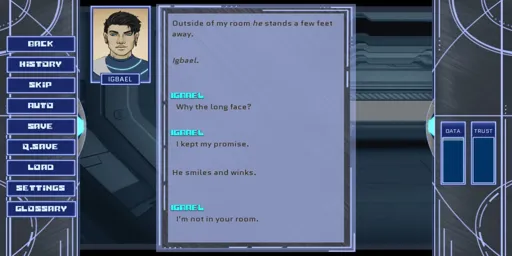 BACK
HISTORY
SKIP
AUTO
SAVE
Q.SAVE
LOAD
SETTINGS
GLOSSARY
IGBAEL
Outside of my room he stands a few feet
away.
Igbael.
IGBAEL
Why the long face?
IGBAEL
I kept my promise.
He smiles and winks.
IGBAEL
I'm not in your room.
DATA
TRUST